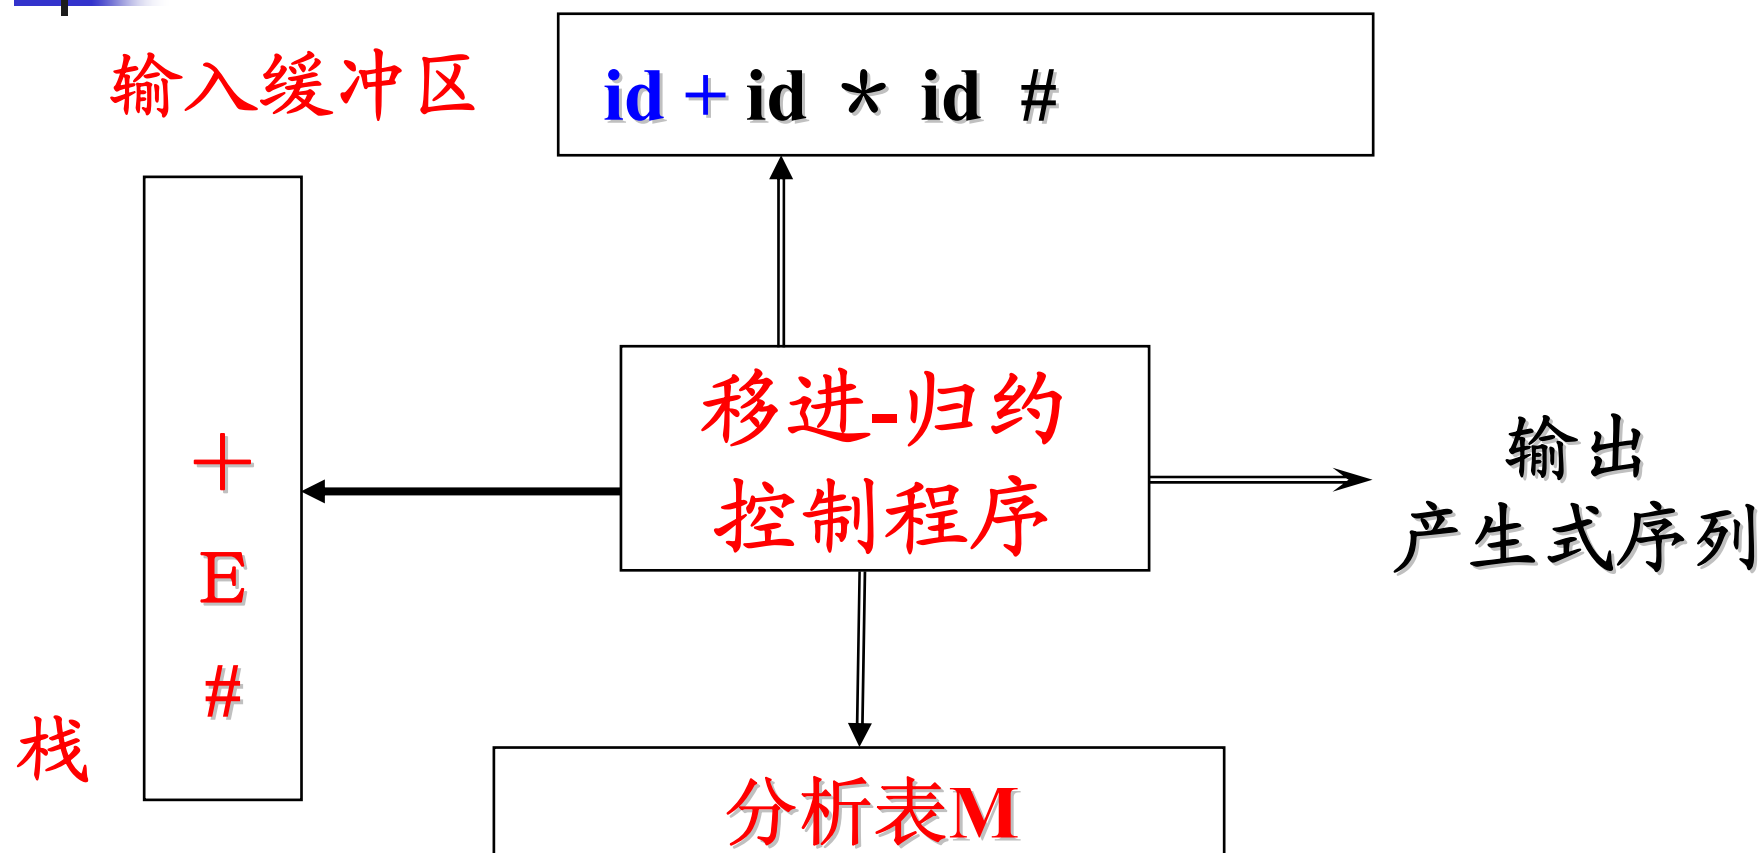 输入缓冲区
id + id * id #
移进-归约
控制程序
输出
产生式序列
+
E
#
栈
分析表M